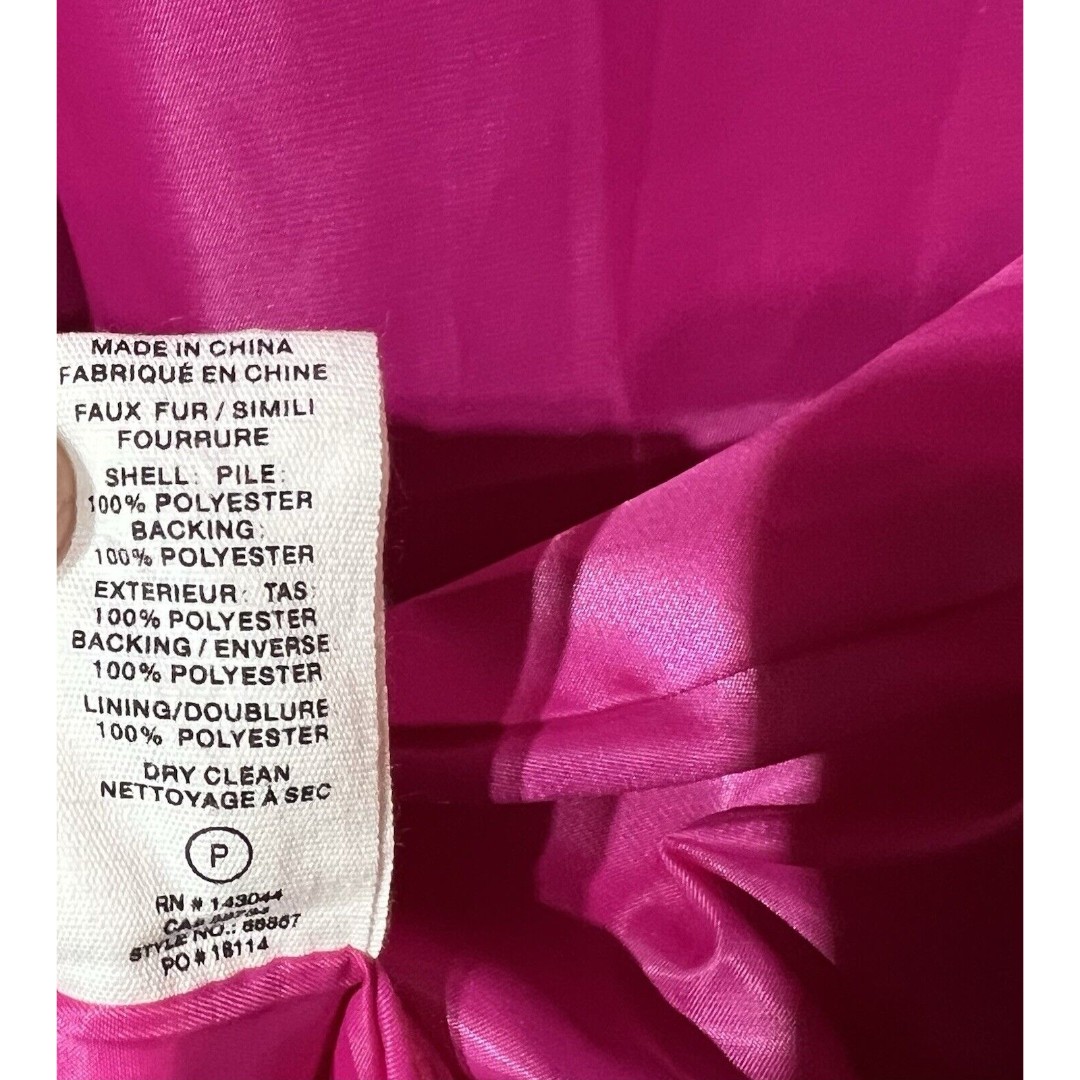 MADE IN CHINA
FABRIQUÉ EN CHINE
FAUX FUR / SIMILI
FOURRURE
SHELL: PILE:
100% POLYESTER
BACKING:
100% POLYESTER
EXTERIEUR: TAS:
100% POLYESTER
BACKING / ENVERSE
100% POLYESTER
LINING/DOUBLURE
100% POLYESTER
DRY CLEAN
NETTOYAGE À SEC
P
RN # 143044
STYLE NO.: 88867
PO # 18114